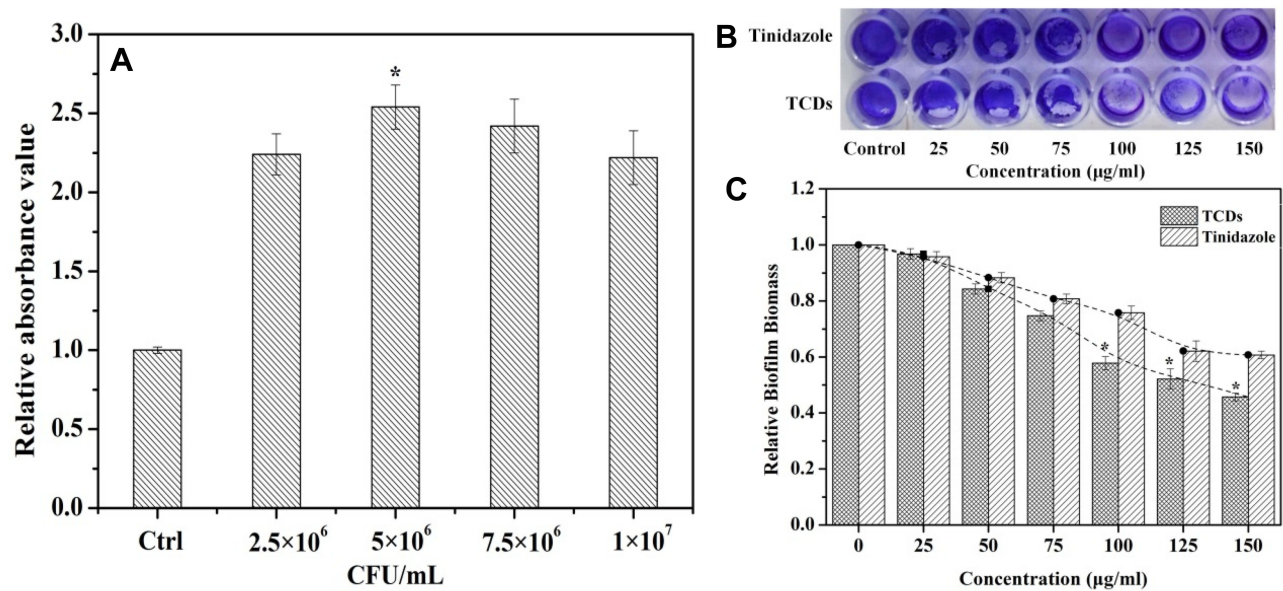 A
3.0
2.5
2.0
1.5
1.0
0.5
0.0
Relative absorbance value
*
Ctrl
2.5×10⁶
5×10⁶
7.5×10⁶
1×10⁷
CFU/mL
B
Tinidazole
TCDs
Control 25 50 75 100 125 150
Concentration (μg/ml)
C
1.2
1.0
0.8
0.6
0.4
0.2
0.0
Relative Biofilm Biomass
TCDs
Tinidazole
*
*
*
0 25 50 75 100 125 150
Concentration (μg/ml)